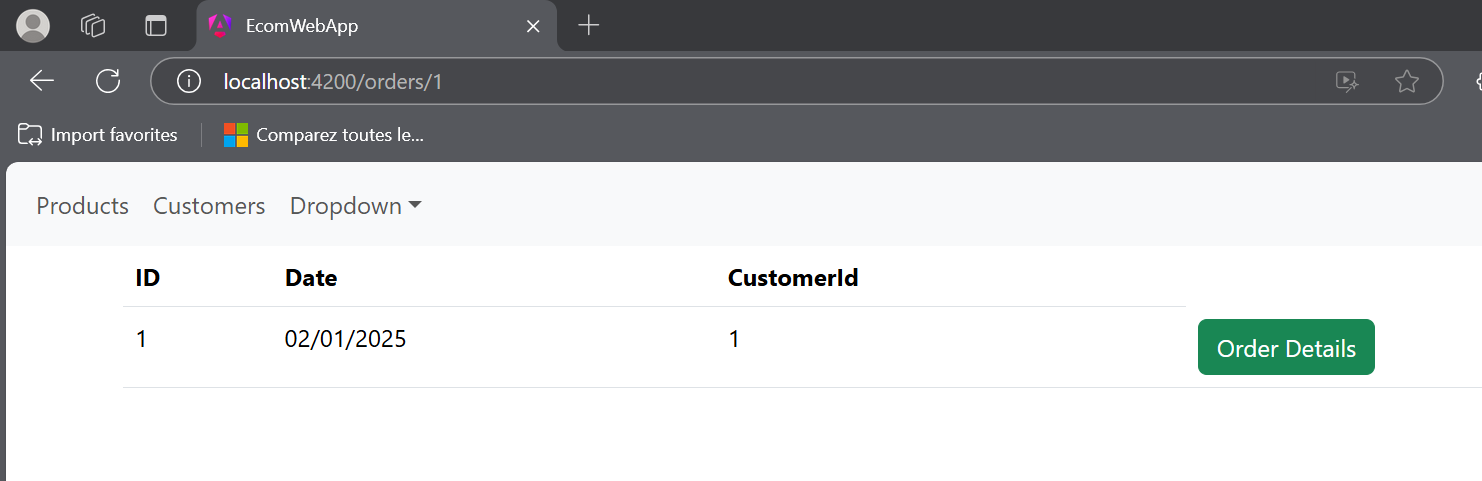 EcomWebApp
localhost:4200/orders/1
Import favorites Comparez toutes le...
Products Customers Dropdown
ID Date CustomerId
1 02/01/2025 1 Order Details